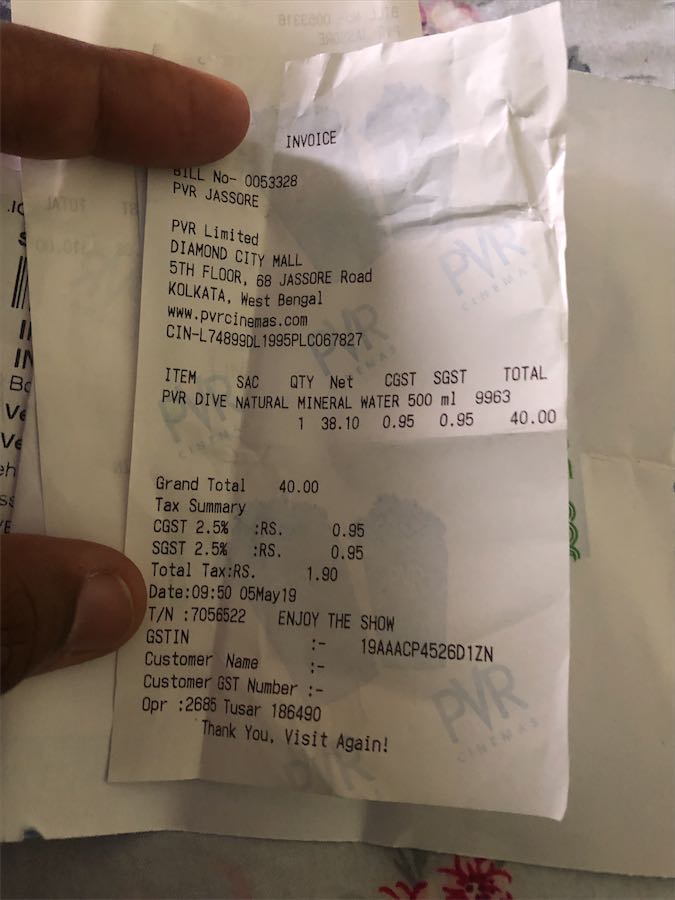 INVOICE
BILL No- 0053328
PVR JASSORE
PVR Limited
DIAMOND CITY MALL
5TH FLOOR, 68 JASSORE Road
KOLKATA, West Bengal
www.pvrcinemas.com
CIN-L74899DL1995PLC067827
ITEM SAC QTY Net CGST SGST TOTAL
PVR DIVE NATURAL MINERAL WATER 500 ml 9963
1 38.10 0.95 0.95 40.00
Grand Total 40.00
Tax Summary
CGST 2.5% :RS. 0.95
SGST 2.5% :RS. 0.95
Total Tax:RS. 1.90
Date:09:50 05May19
T/N :7056522 ENJOY THE SHOW
GSTIN :- 19AAACP4526D1ZN
Customer Name :-
Customer GST Number :-
Opr :2685 Tusar 186490
Thank You, Visit Again!
PVR
CINEMAS
PVR
CINEMAS